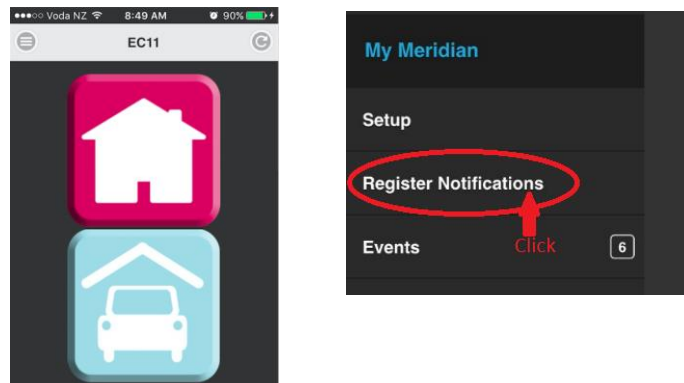 Voda NZ 8:49 AM 90%
EC11
My Meridian
Setup
Register Notifications
Click
Events 6